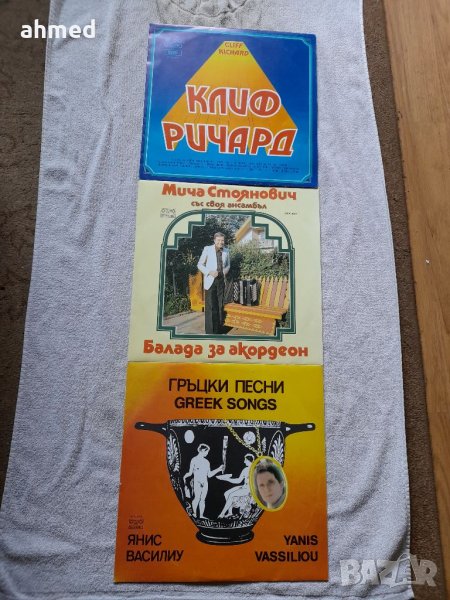 ahmed
CLIFF
RICHARD
КЛИФ
РИЧАРД
Мича Стоянович
със своя ансамбъл
Балада за акордеон
ГРЪЦКИ ПЕСНИ
GREEK SONGS
ЯНИС
ВАСИЛИУ
YANIS
VASSILIOU
BAZAR